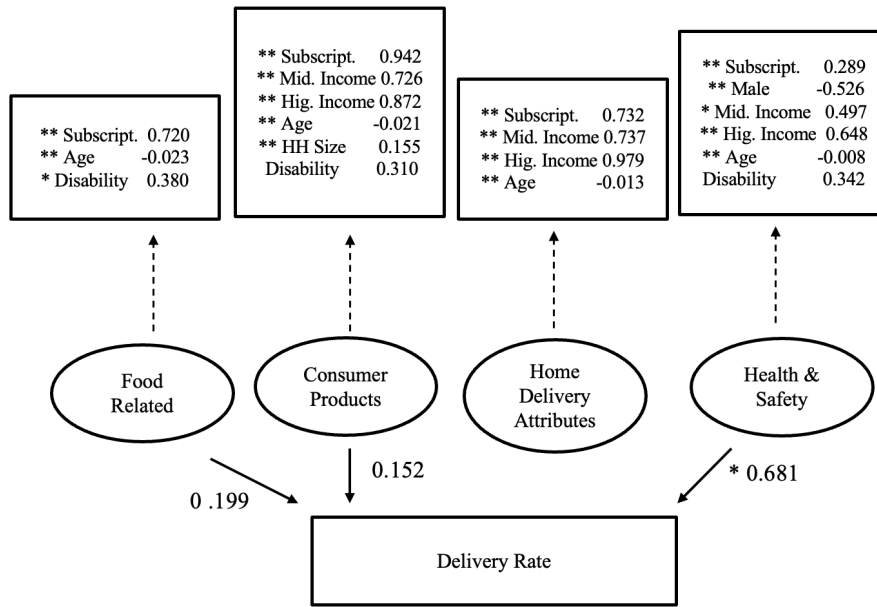 ** Subscript. 0.720
** Age -0.023
* Disability 0.380
** Subscript. 0.942
** Mid. Income 0.726
** Hig. Income 0.872
** Age -0.021
** HH Size 0.155
Disability 0.310
** Subscript. 0.732
** Mid. Income 0.737
** Hig. Income 0.979
** Age -0.013
** Subscript. 0.289
** Male -0.526
* Mid. Income 0.497
** Hig. Income 0.648
** Age -0.008
Disability 0.342
Food
Related
Consumer
Products
Home
Delivery
Attributes
Health &
Safety
0 .199
0.152
* 0.681
Delivery Rate